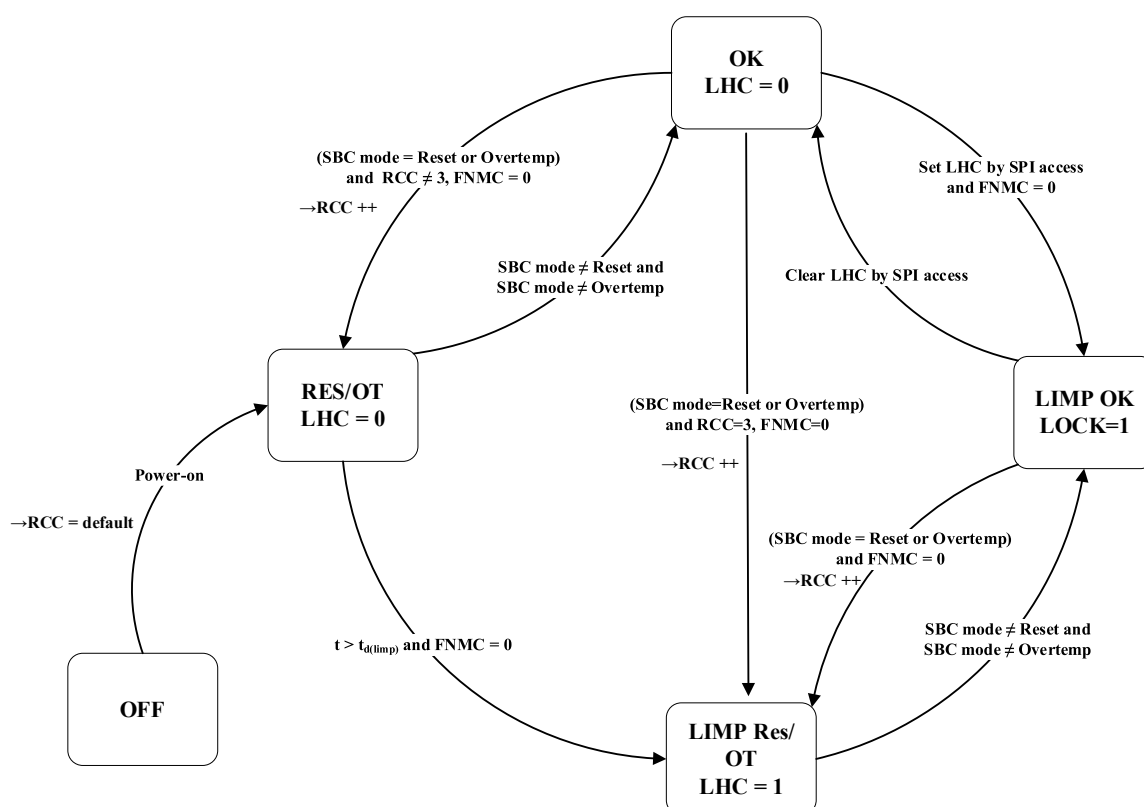 OK
LHC = 0
(SBC mode = Reset or Overtemp)
and RCC ≠ 3, FNMC = 0
→RCC ++
Set LHC by SPI access
and FNMC = 0
SBC mode ≠ Reset and
SBC mode ≠ Overtemp
Clear LHC by SPI access
RES/OT
LHC = 0
LIMP OK
LOCK=1
(SBC mode=Reset or Overtemp)
and RCC=3, FNMC=0
→RCC ++
Power-on
→RCC = default
(SBC mode = Reset or Overtemp)
and FNMC = 0
→RCC ++
t > td(limp) and FNMC = 0
SBC mode ≠ Reset and
SBC mode ≠ Overtemp
OFF
LIMP Res/
OT
LHC = 1